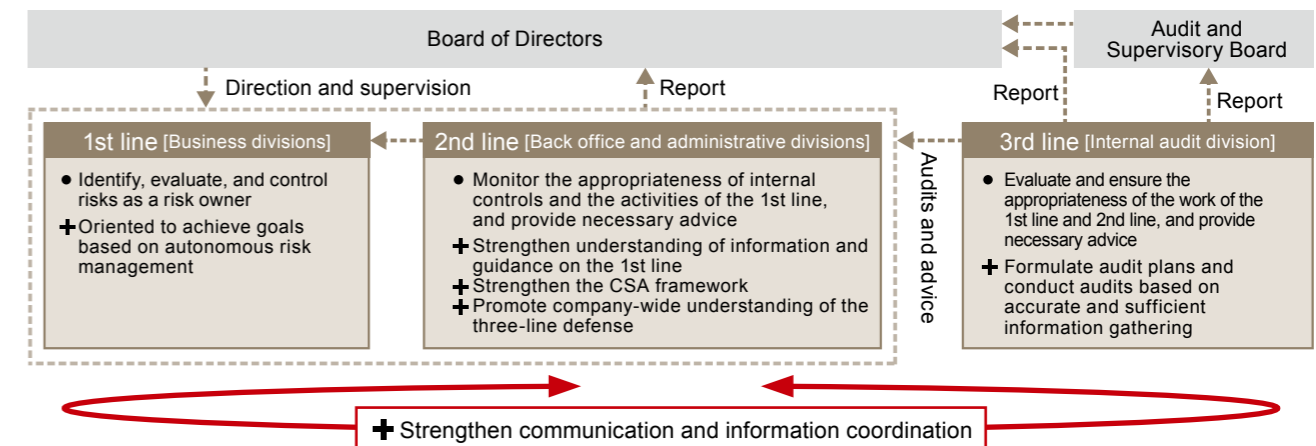 Board of Directors
Audit and
Supervisory Board
Direction and supervision
Report
Report
Report
1st line [Business divisions]
● Identify, evaluate, and control
risks as a risk owner
+ Oriented to achieve goals
based on autonomous risk
management
2nd line [Back office and administrative divisions]
● Monitor the appropriateness of internal
controls and the activities of the 1st line,
and provide necessary advice
+ Strengthen understanding of information and
guidance on the 1st line
+ Strengthen the CSA framework
+ Promote company-wide understanding of the
three-line defense
Audits and advice
3rd line [Internal audit division]
● Evaluate and ensure the
appropriateness of the work of the
1st line and 2nd line, and provide
necessary advice
+ Formulate audit plans and
conduct audits based on
accurate and sufficient
information gathering
+ Strengthen communication and information coordination